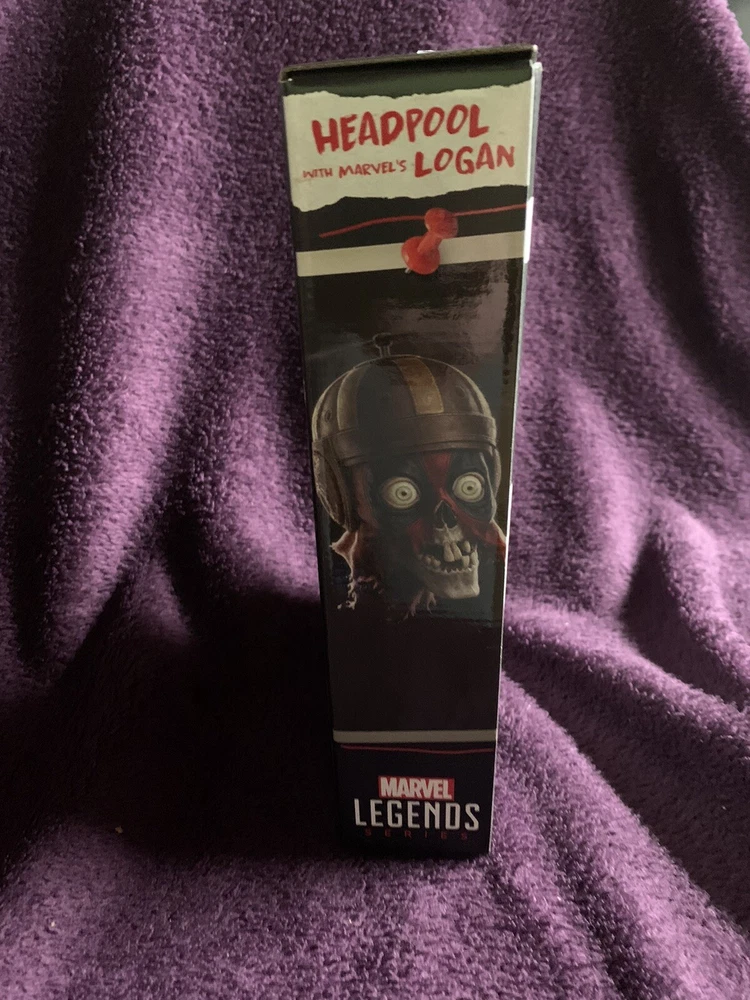 HEADPOOL
WITH MARVEL'S LOGAN
MARVEL
LEGENDS
SERIES